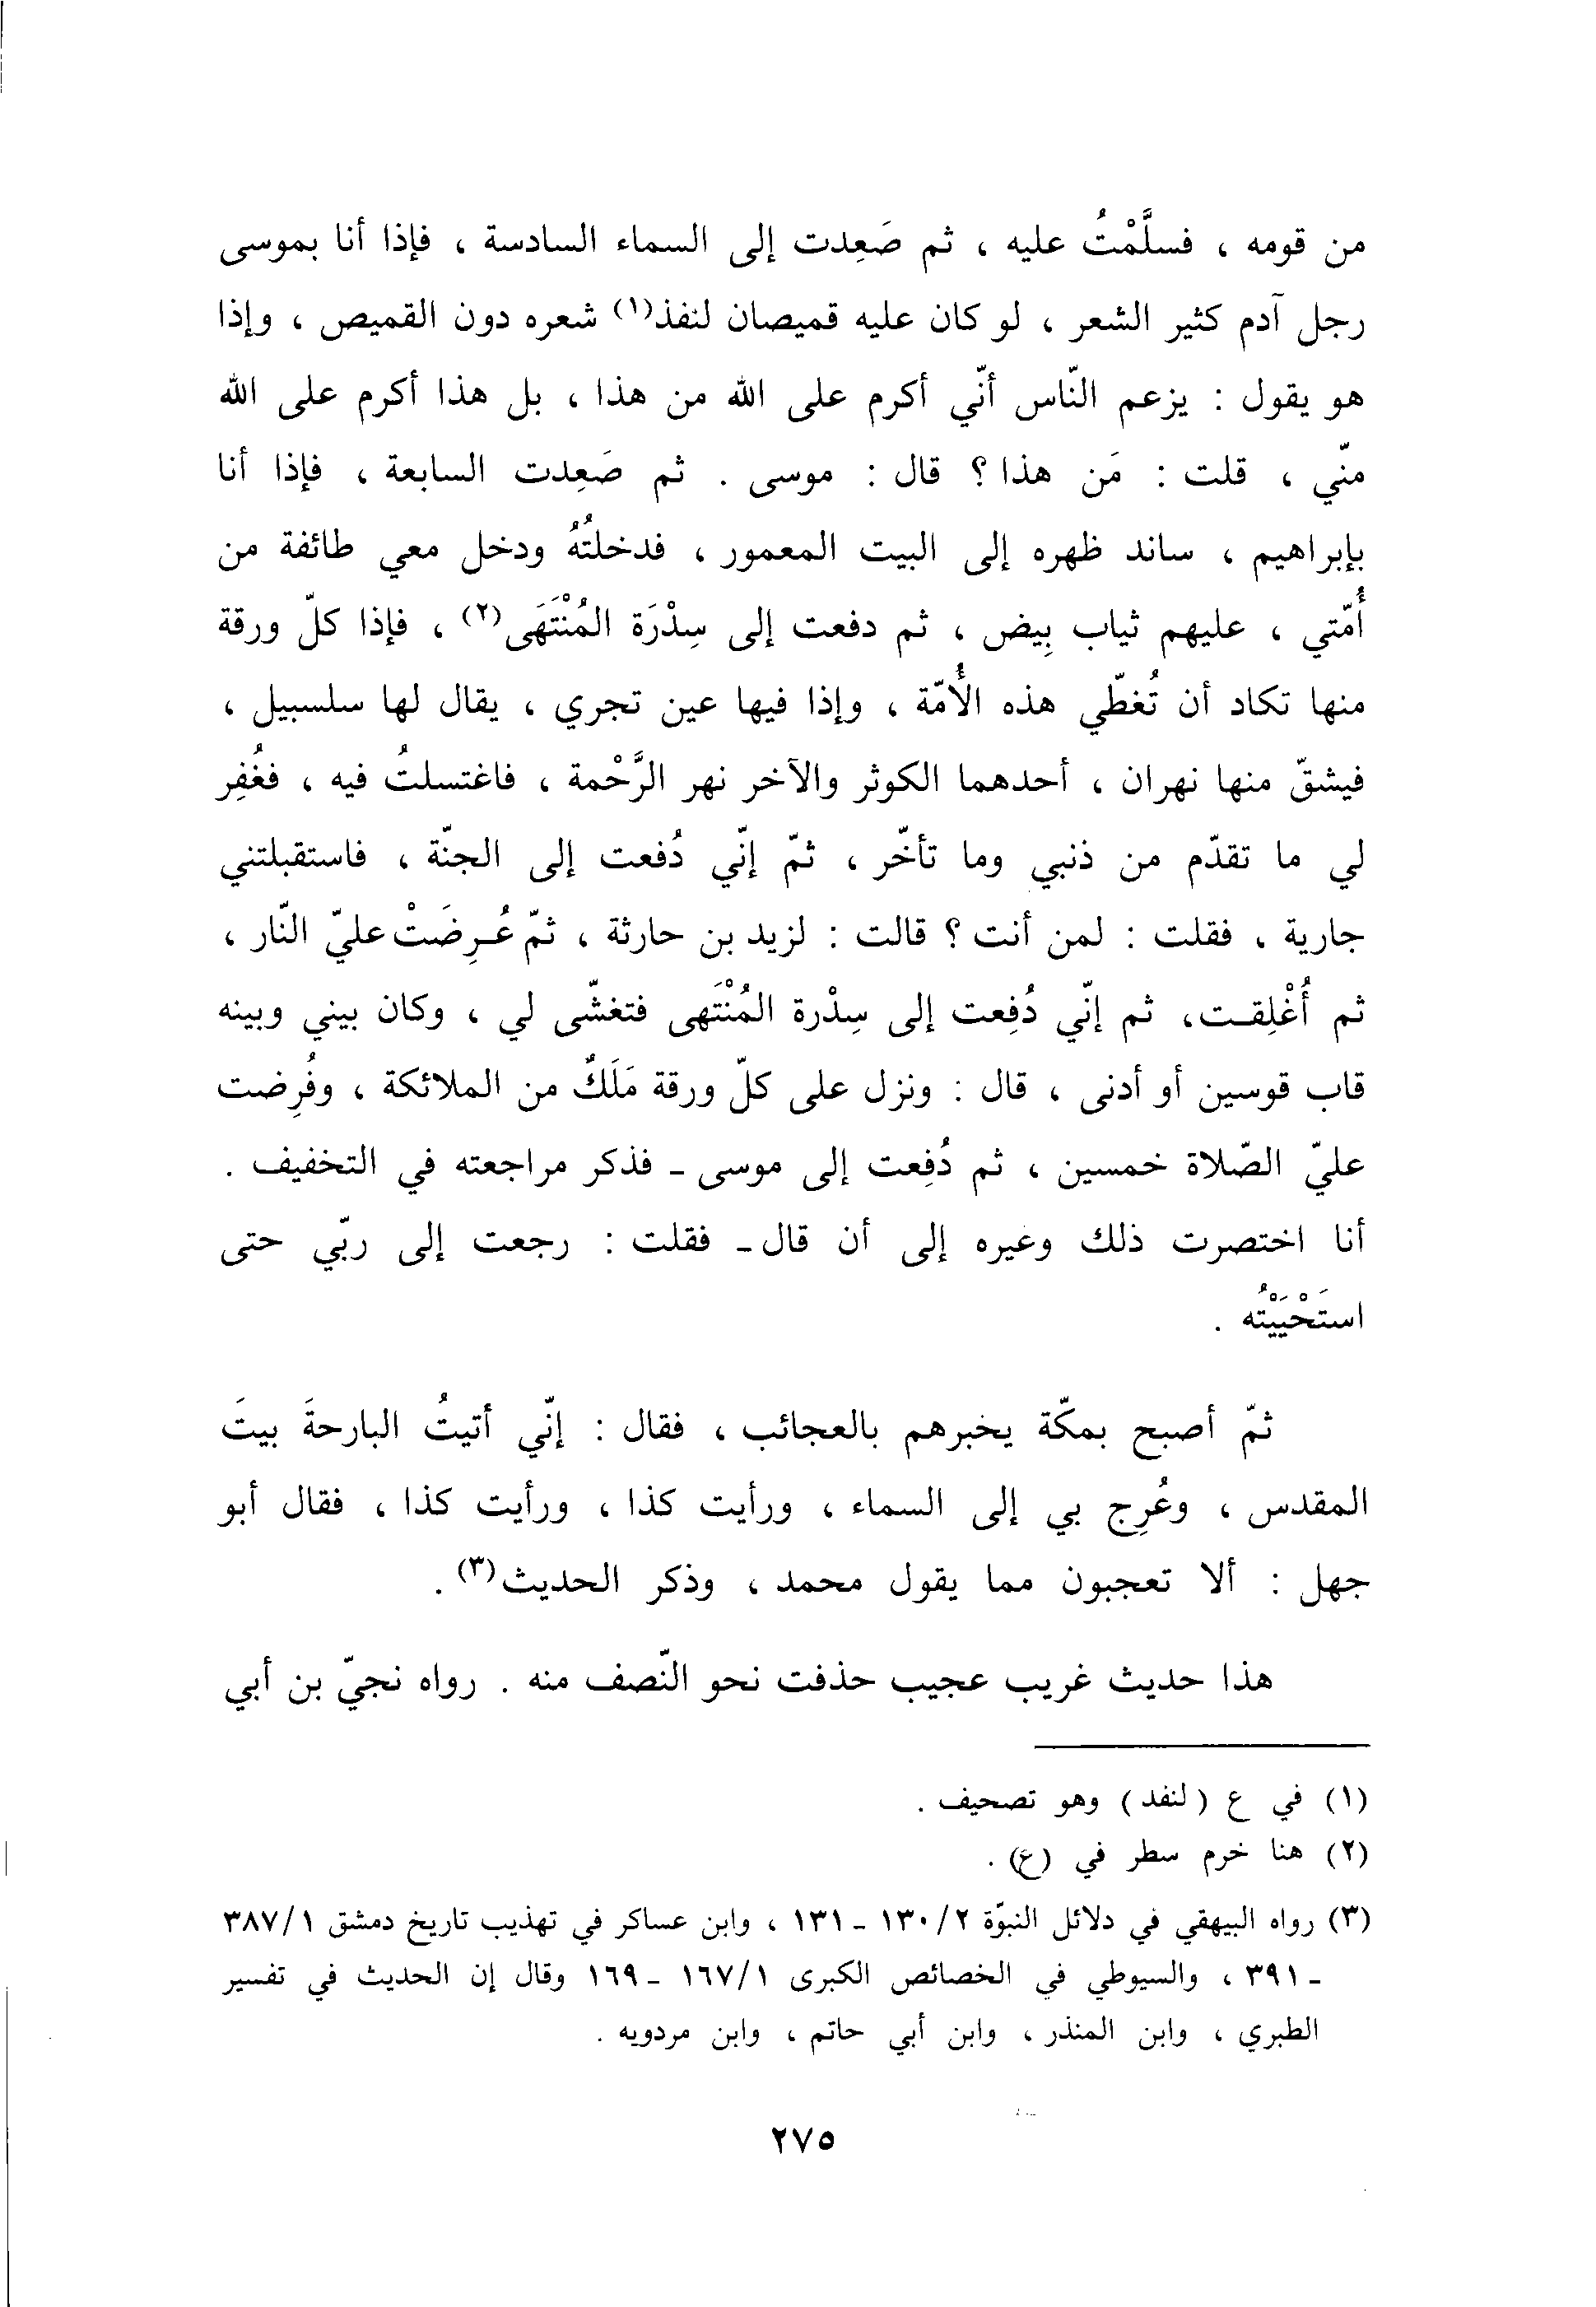 من قومه ، فسلَّمْتُ عليه ، ثم صَعِدت إلى السماء السادسة ، فإذا أنا بموسى
رجل آدم كثير الشعر ، لو كان عليه قميصان لنفذ(١) شعره دون القميص ، وإذا
هو يقول : يزعم النّاس أنّي أكرم على الله من هذا ، بل هذا أكرم على الله
منّي ، قلت : مَن هذا ؟ قال : موسى . ثم صَعِدت السابعة ، فإذا أنا
بإبراهيم ، ساند ظهره إلى البيت المعمور ، فدخلتُهُ ودخل معي طائفة من
أُمّتي ، عليهم ثياب بِيض ، ثم دفعت إلى سِدْرَة المُنْتَهَى(٢) ، فإذا كلّ ورقة
منها تكاد أن تُغطّي هذه الأُمّة ، وإذا فيها عين تجري ، يقال لها سلسبيل ،
فيشقّ منها نهران ، أحدهما الكوثر والآخر نهر الرَّحْمة ، فاغتسلتُ فيه ، فغُفِر
لي ما تقدّم من ذنبي وما تأخّر ، ثمّ إنّي دُفعت إلى الجنّة ، فاستقبلتني
جارية ، فقلت : لمن أنت ؟ قالت : لزيد بن حارثة ، ثمّ عُـرِضَتْ عليّ النّار ،
ثم أُغْلِقـت، ثم إنّي دُفِعت إلى سِدْرة المُنْتَهى فتغشّى لي ، وكان بيني وبينه
قاب قوسين أو أدنى ، قال : ونزل على كلّ ورقة مَلَكٌ من الملائكة ، وفُرِضت
عليّ الصّلاة خمسين ، ثم دُفِعت إلى موسى - فذكر مراجعته في التخفيف .
أنا اختصرت ذلك وغيره إلى أن قال - فقلت : رجعت إلى ربّي حتى
استَحْيَيْتُه .
ثمّ أصبح بمكّة يخبرهم بالعجائب ، فقال : إنّي أتيتُ البارحةَ بيتَ
المقدس ، وعُرِج بي إلى السماء ، ورأيت كذا ، ورأيت كذا ، فقال أبو
جهل : ألا تعجبون مما يقول محمد ، وذكر الحديث(٣) .
هذا حديث غريب عجيب حذفت نحو النّصف منه . رواه نجيّ بن أبي
(١) في ع (لنفد) وهو تصحيف .
(٢) هنا خرم سطر في (ع) .
(٣) رواه البيهقي في دلائل النبوّة ٢/ ١٣٠ - ١٣١ ، وابن عساكر في تهذيب تاريخ دمشق ١/ ٣٨٧
- ٣٩١ ، والسيوطي في الخصائص الكبرى ١/ ١٦٧ - ١٦٩ وقال إن الحديث في تفسير
الطبري ، وابن المنذر ، وابن أبي حاتم ، وابن مردويه .
٢٧٥